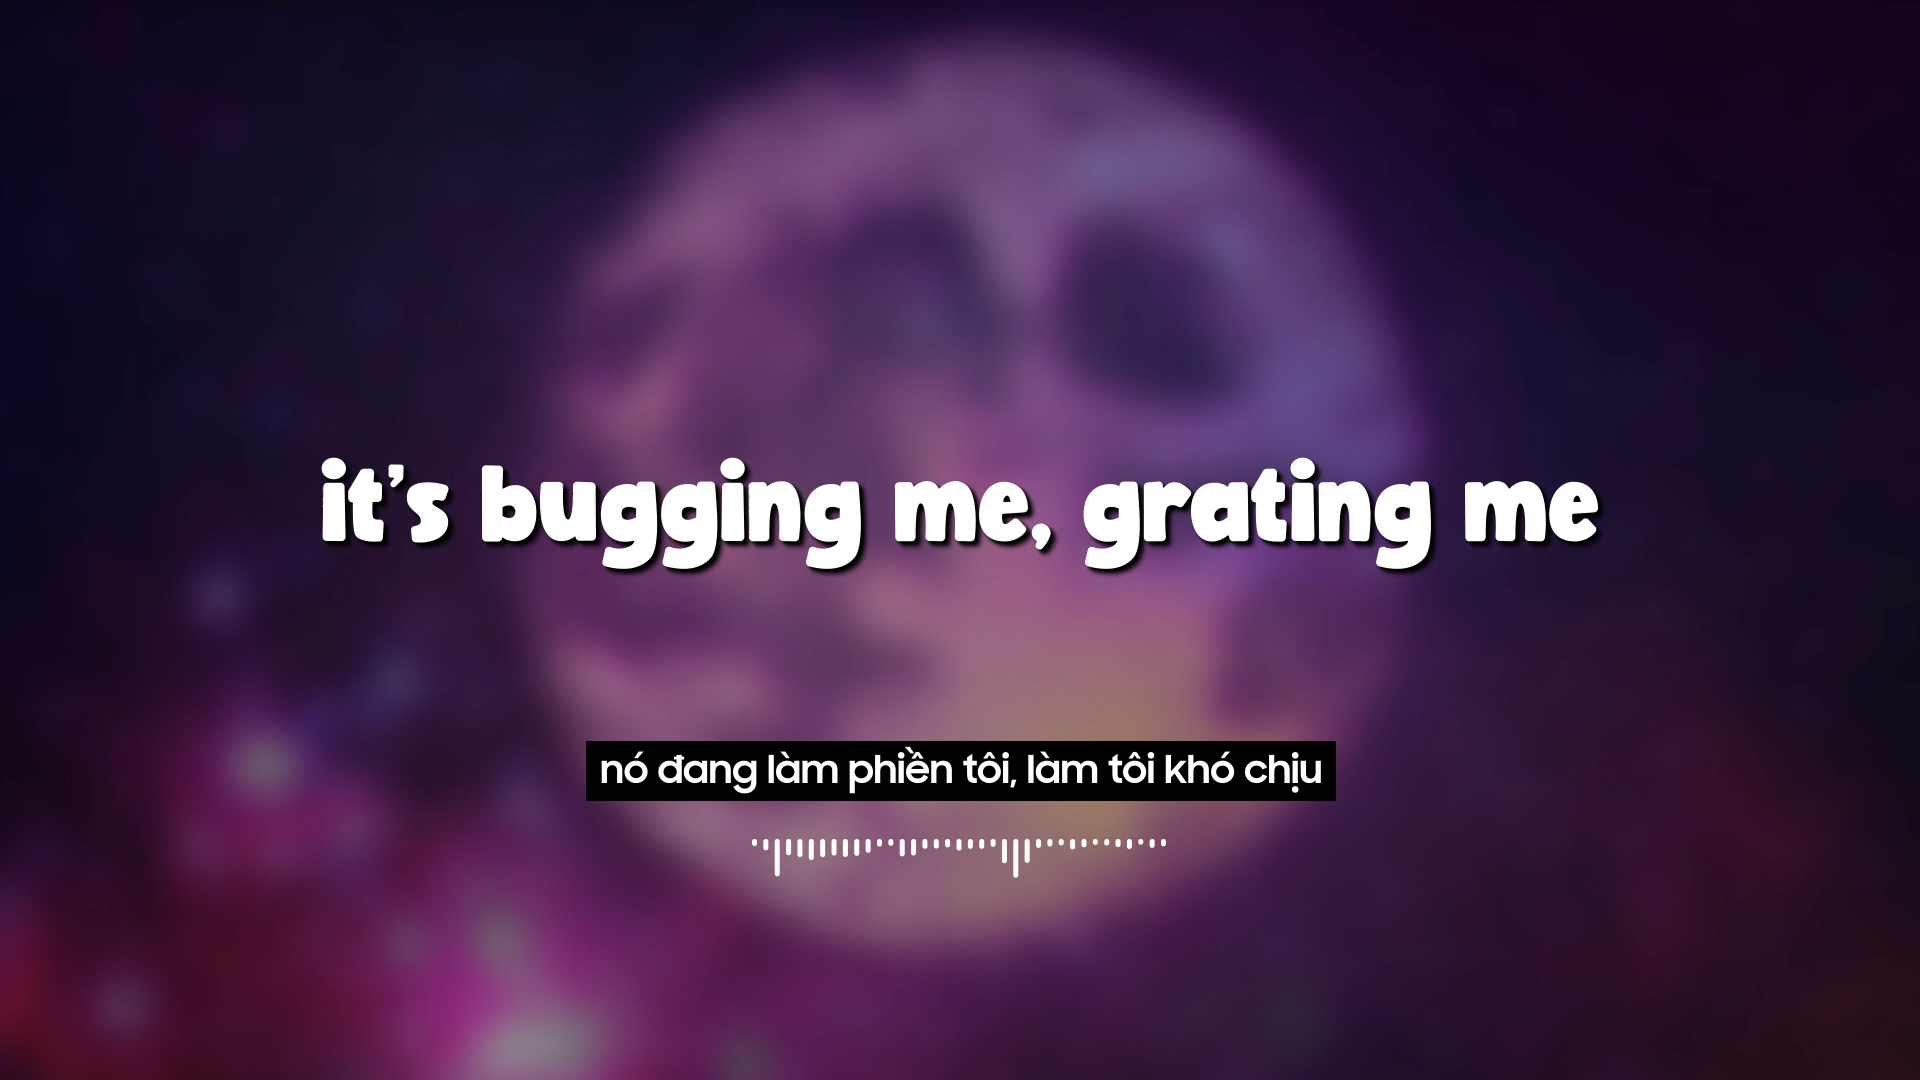 it's bugging me, grating me
nó đang làm phiền tôi, làm tôi khó chịu